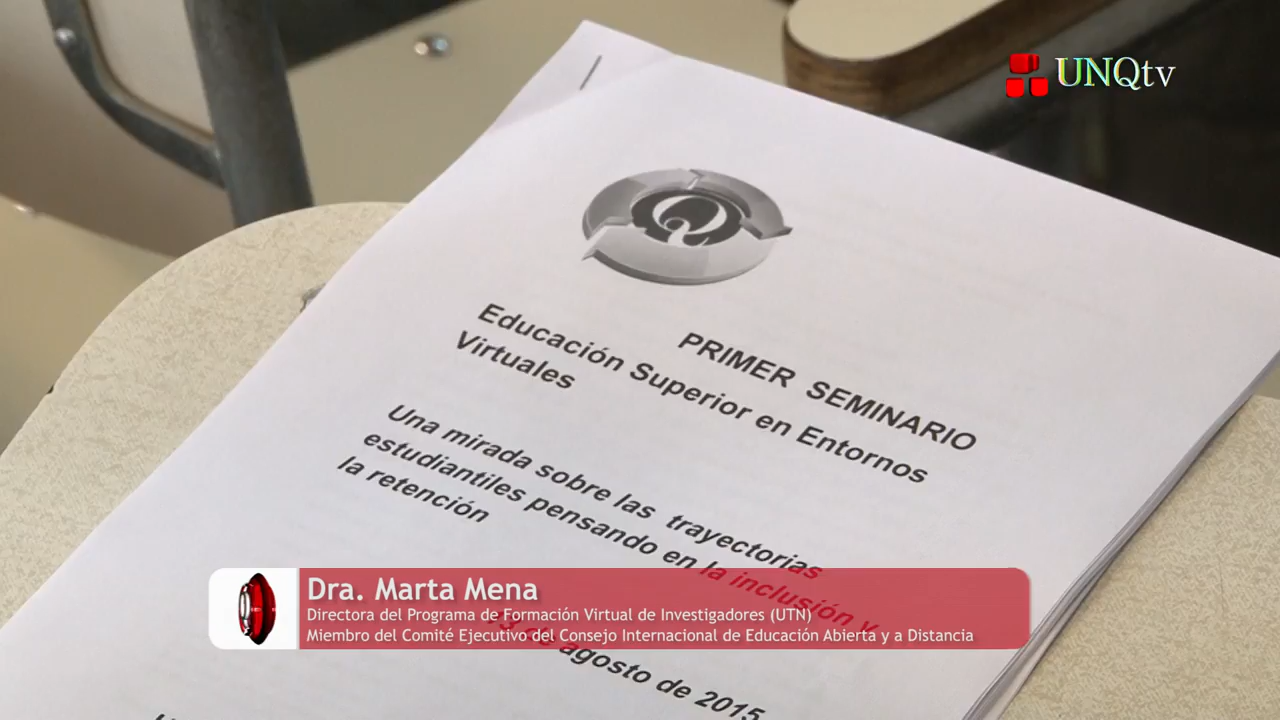 UNQtv
PRIMER SEMINARIO
Educación Superior en Entornos
Virtuales
Una mirada sobre las trayectorias
estudiantiles pensando en la inclusión y
la retención
de agosto de 2015
Dra. Marta Mena
Directora del Programa de Formación Virtual de Investigadores (UTN)
Miembro del Comité Ejecutivo del Consejo Internacional de Educación Abierta y a Distancia